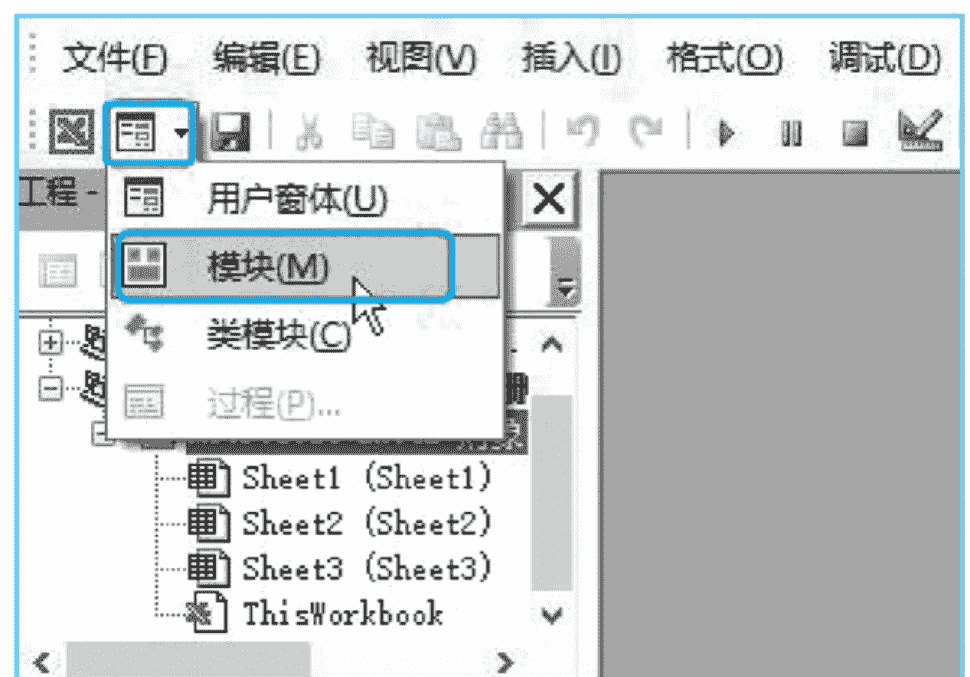 文件(F) 编辑(E) 视图(V) 插入(I) 格式(O) 调试(D)
工程 -
用户窗体(U)
模块(M)
类模块(C)
过程(P)...
册
Sheet1 (Sheet1)
Sheet2 (Sheet2)
Sheet3 (Sheet3)
ThisWorkbook